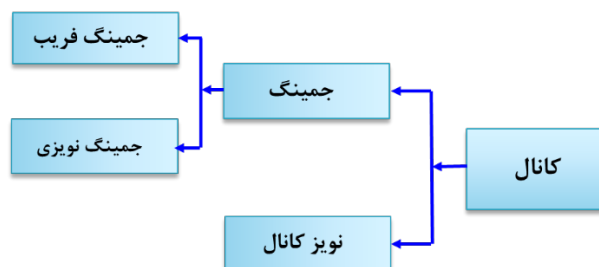 جمینگ فریب
جمینگ
جمینگ نویزی
کانال
نویز کانال